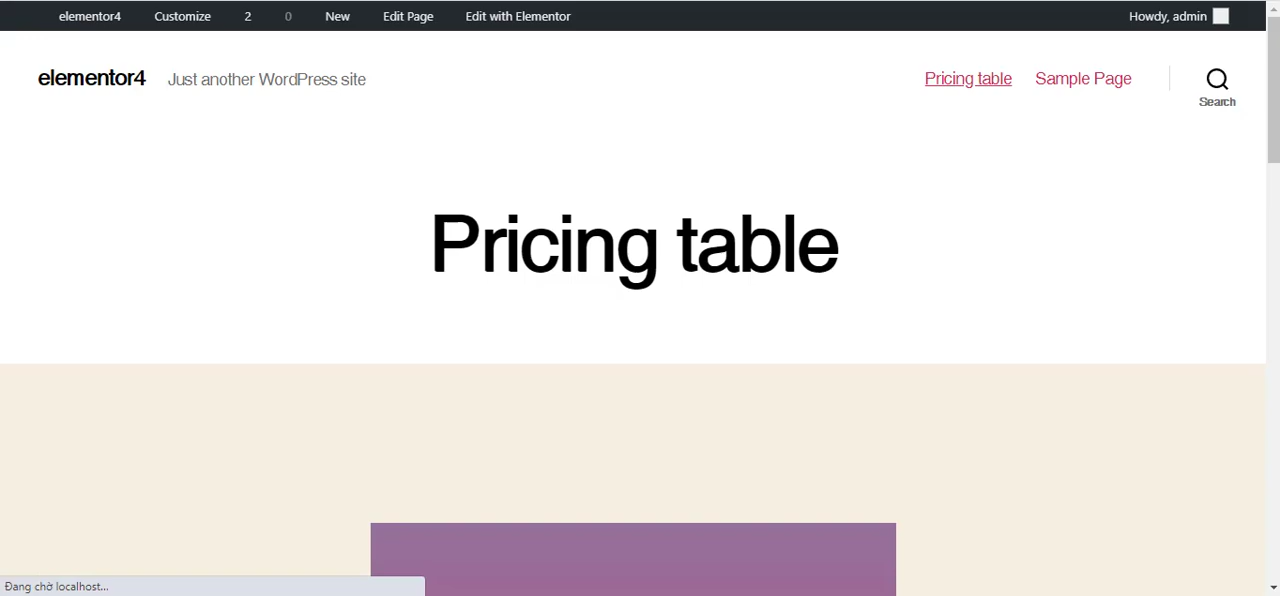 elementor4 Customize 2 0 New Edit Page Edit with Elementor Howdy, admin
elementor4 Just another WordPress site Pricing table Sample Page
Search
Pricing table
Đang chờ localhost...